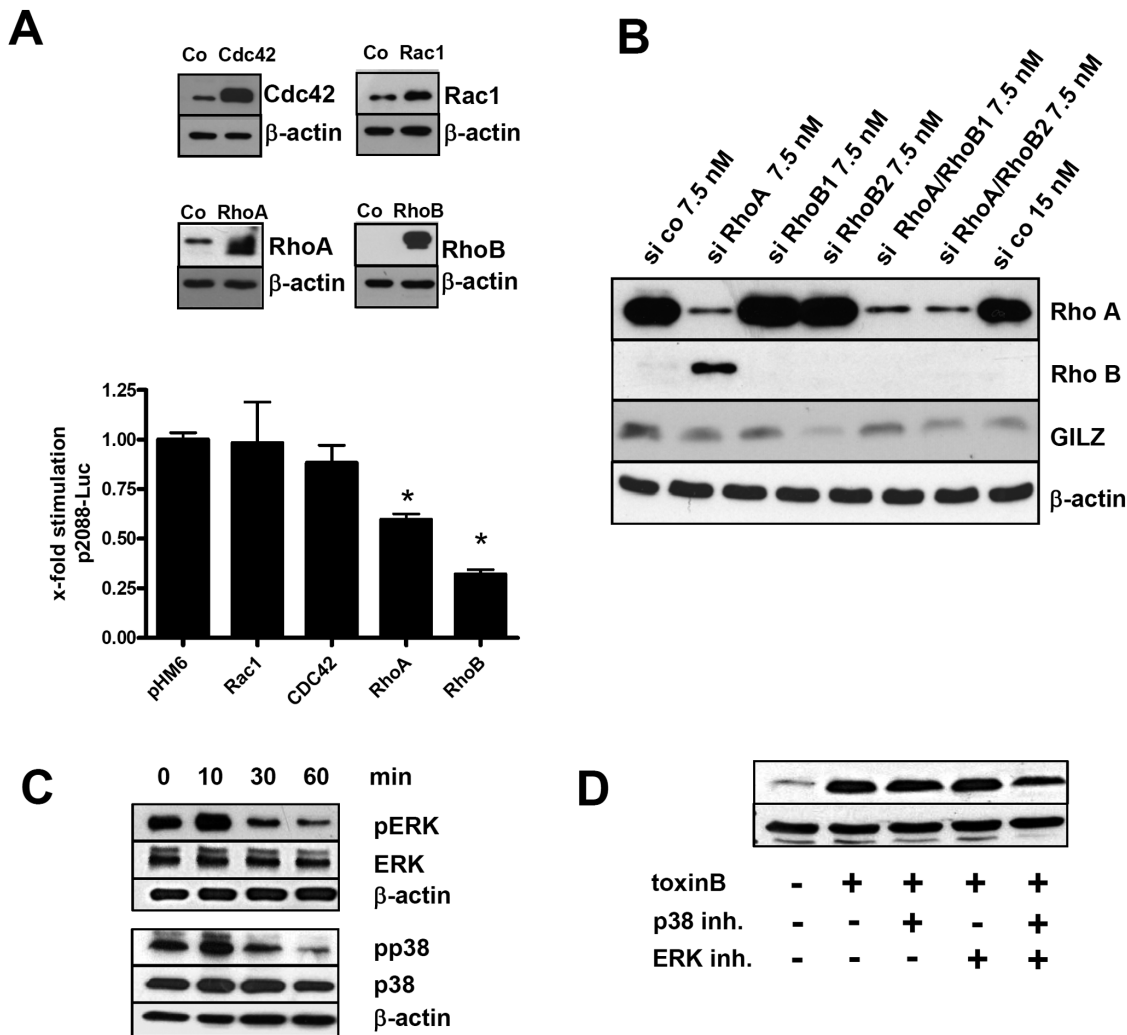 A
Co Cdc42
Cdc42
β-actin
Co Rac1
Rac1
β-actin
Co RhoA
RhoA
β-actin
Co RhoB
RhoB
β-actin
x-fold stimulation
p2088-Luc
1.25
1.00
0.75
0.50
0.25
0.00
*
*
pHM6
Rac1
CDC42
RhoA
RhoB
B
si co 7.5 nM
si RhoA 7.5 nM
si RhoB1 7.5 nM
si RhoB2 7.5 nM
si RhoA/RhoB1 7.5 nM
si RhoA/RhoB2 7.5 nM
si co 15 nM
Rho A
Rho B
GILZ
β-actin
C
0 10 30 60 min
pERK
ERK
β-actin
pp38
p38
β-actin
D
toxinB - + + + +
p38 inh. - - + - +
ERK inh. - - - + +